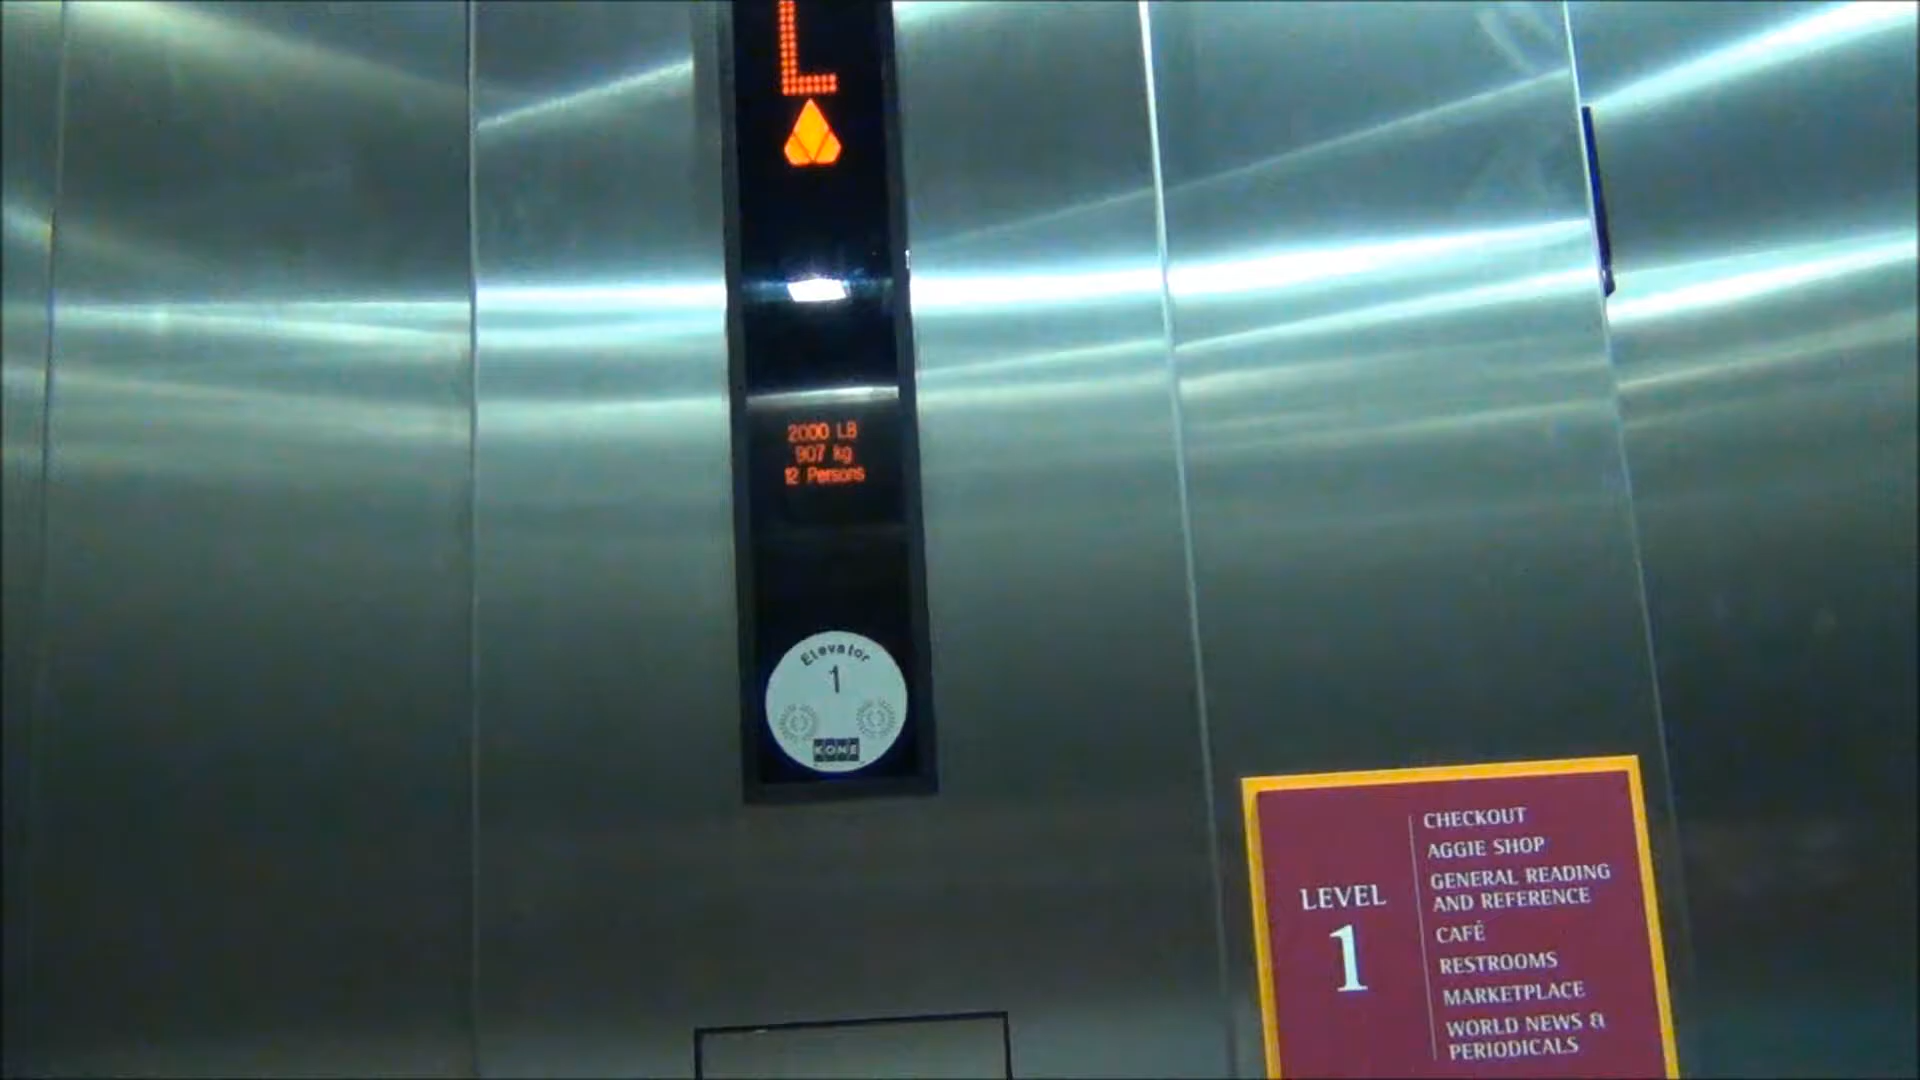 L
2000 LB
907 kg
12 Persons
Elevator
1
KONE
LEVEL
1
CHECKOUT
AGGIE SHOP
GENERAL READING
AND REFERENCE
CAFÉ
RESTROOMS
MARKETPLACE
WORLD NEWS &
PERIODICALS